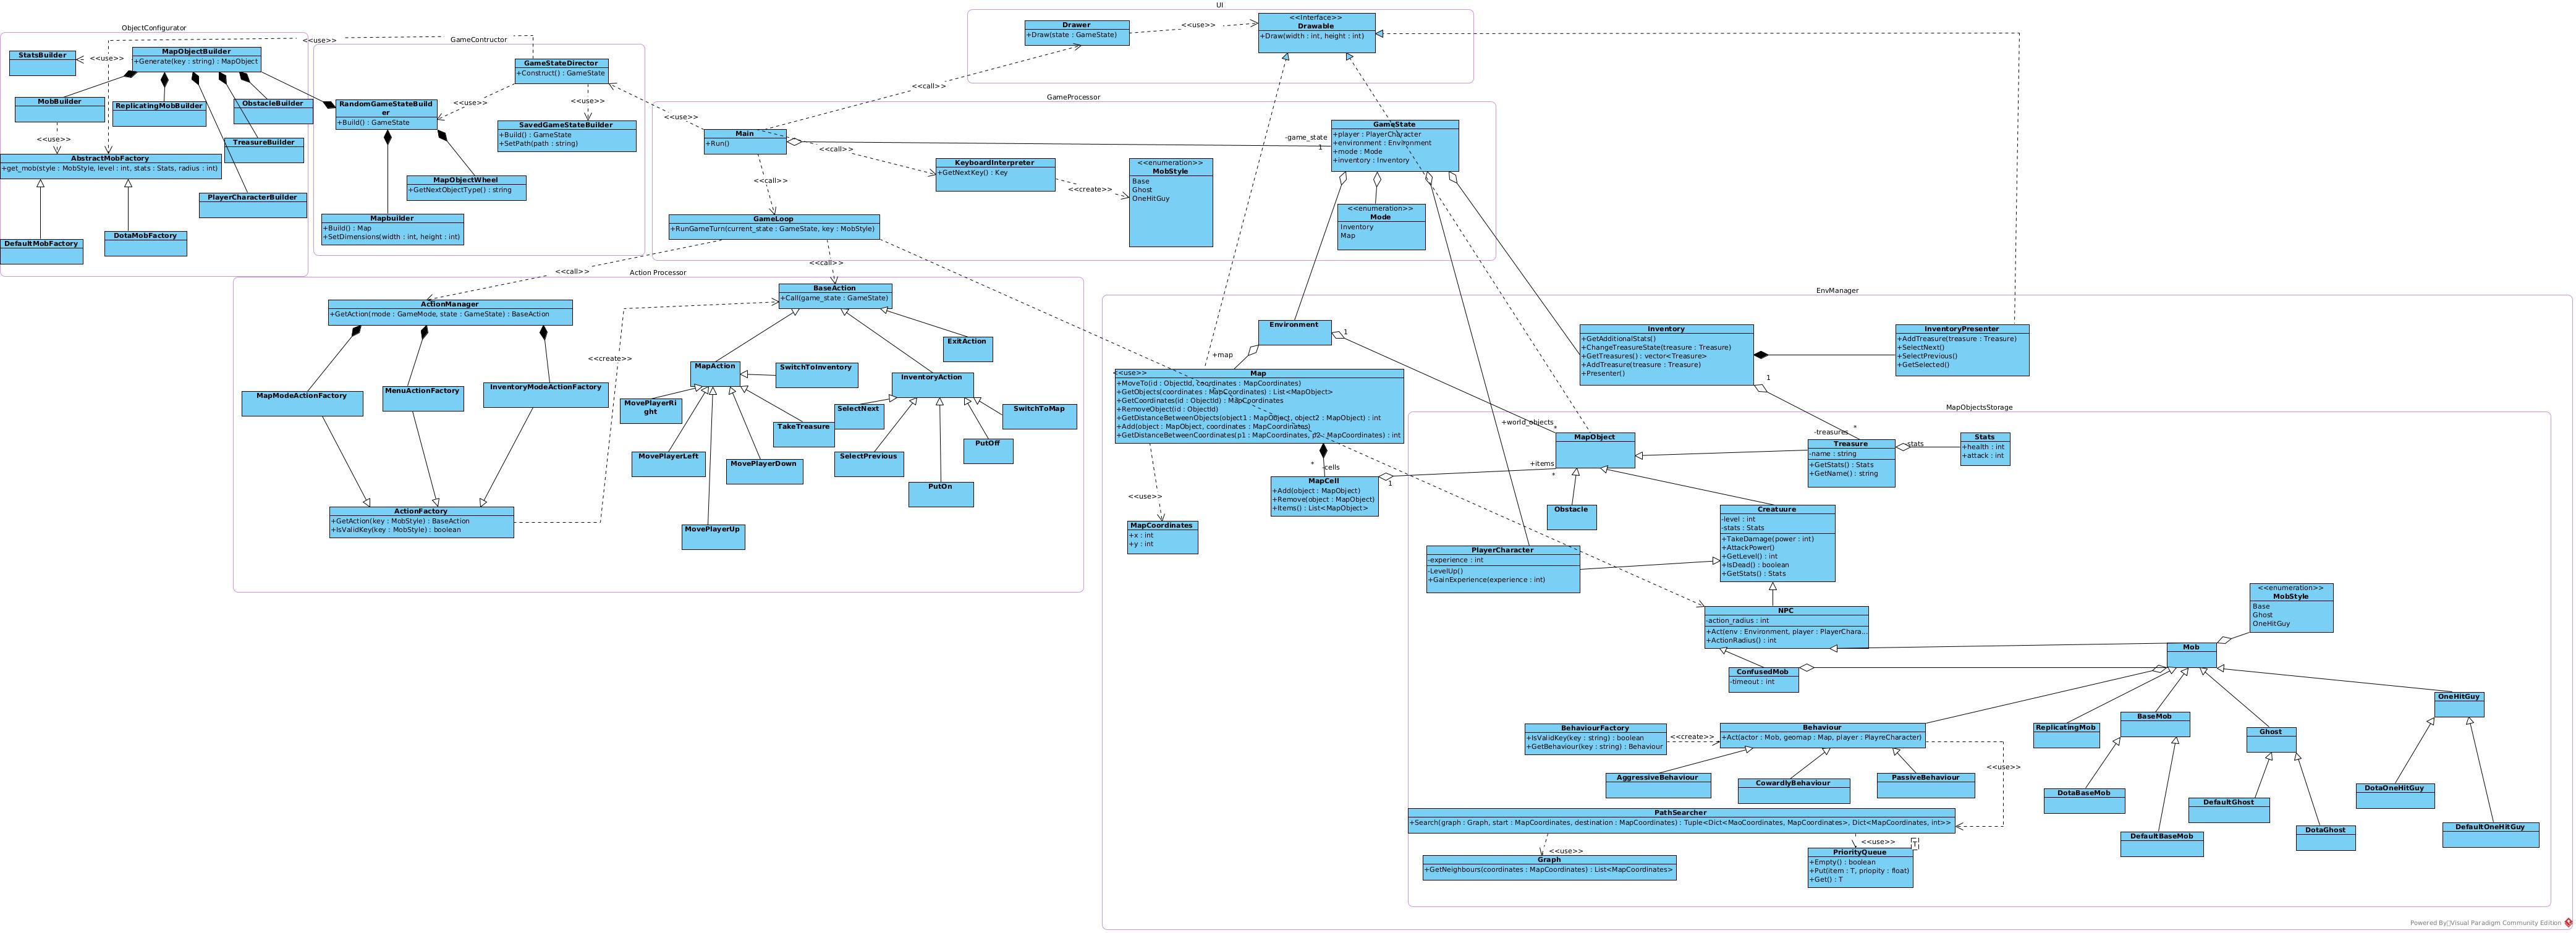 UI
Drawer
+Draw(state : GameState)
<<use>>
<<Interface>>
Drawable
+Draw(width : int, height : int)
ObjectConfigurator
<<use>>
StatsBuilder
<<use>>
MapObjectBuilder
+Generate(key : string) : MapObject
MobBuilder
ReplicatingMobBuilder
ObstacleBuilder
<<use>>
TreasureBuilder
AbstractMobFactory
+get_mob(style : MobStyle, level : int, stats : Stats, radius : int)
PlayerCharacterBuilder
DefaultMobFactory
DotaMobFactory
GameContructor
GameStateDirector
+Construct() : GameState
<<use>>
<<use>>
RandomGameStateBuild
er
+Build() : GameState
SavedGameStateBuilder
+Build() : GameState
+SetPath(path : string)
MapObjectWheel
+GetNextObjectType() : string
Mapbuilder
+Build() : Map
+SetDimensions(width : int, height : int)
<<call>>
<<use>>
GameProcessor
Main
+Run()
-game_state
1
<<call>>
<<call>>
KeyboardInterpreter
+GetNextKey() : Key
<<create>>
<<enumeration>>
MobStyle
Base
Ghost
OneHitGuy
GameState
+player : PlayerCharacter
+environment : Environment
+mode : Mode
+inventory : Inventory
<<enumeration>>
Mode
Inventory
Map
GameLoop
+RunGameTurn(current_state : GameState, key : MobStyle)
<<call>>
<<call>>
Action Processor
ActionManager
+GetAction(mode : GameMode, state : GameState) : BaseAction
BaseAction
+Call(game_state : GameState)
<<create>>
MapModeActionFactory
MenuActionFactory
InventoryModeActionFactory
ActionFactory
+GetAction(key : MobStyle) : BaseAction
+IsValidKey(key : MobStyle) : boolean
ExitAction
MapAction
SwitchToInventory
InventoryAction
MovePlayerRi
ght
TakeTreasure
SelectNext
SwitchToMap
MovePlayerLeft
MovePlayerDown
SelectPrevious
PutOff
PutOn
MovePlayerUp
EnvManager
Environment
1
+map
<<use>>
Map
+MoveTo(id : ObjectId, coordinates : MapCoordinates)
+GetObjects(coordinates : MapCoordinates) : List<MapObject>
+GetCoordinates(id : ObjectId) : MapCoordinates
+RemoveObject(id : ObjectId)
+GetDistanceBetweenObjects(object1 : MapObject, object2 : MapObject) : int
+Add(object : MapObject, coordinates : MapCoordinates)
+GetDistanceBetweenCoordinates(p1 : MapCoordinates, p2 : MapCoordinates) : int
Inventory
+GetAdditionalStats()
+ChangeTreasureState(treasure : Treasure)
+GetTreasures() : vector<Treasure>
+AddTreasure(treasure : Treasure)
+Presenter()
InventoryPresenter
+AddTreasure(treasure : Treasure)
+SelectNext()
+SelectPrevious()
+GetSelected()
1
*
-cells
<<use>>
MapCell
+Add(object : MapObject)
+Remove(object : MapObject)
+Items() : List<MapObject>
1
MapCoordinates
+x : int
+y : int
MapObjectsStorage
+world_objects
*
+items
*
MapObject
-treasures
*
Treasure
-name : string
+GetStats() : Stats
+GetName() : string
-stats
Stats
+health : int
+attack : int
Obstacle
Creatuure
-level : int
-stats : Stats
+TakeDamage(power : int)
+AttackPower()
+GetLevel() : int
+IsDead() : boolean
+GetStats() : Stats
PlayerCharacter
-experience : int
-LevelUp()
+GainExperience(experience : int)
NPC
-action_radius : int
+Act(env : Environment, player : PlayerChara...
+ActionRadius() : int
<<enumeration>>
MobStyle
Base
Ghost
OneHitGuy
Mob
ConfusedMob
-timeout : int
BehaviourFactory
+IsValidKey(key : string) : boolean
+GetBehaviour(key : string) : Behaviour
<<create>>
Behaviour
+Act(actor : Mob, geomap : Map, player : PlayreCharacter)
<<use>>
AggressiveBehaviour
CowardlyBehaviour
PassiveBehaviour
ReplicatingMob
BaseMob
Ghost
OneHitGuy
DotaBaseMob
DefaultGhost
DotaOneHitGuy
DefaultBaseMob
DotaGhost
DefaultOneHitGuy
PathSearcher
+Search(graph : Graph, start : MapCoordinates, destination : MapCoordinates) : Tuple<Dict<MaoCoordinates, MapCoordinates>, Dict<MapCoordinates, int>>
<<use>>
<<use>>
T
Graph
+GetNeighbours(coordinates : MapCoordinates) : List<MapCoordinates>
PriorityQueue
+Empty() : boolean
+Put(item : T, priopity : float)
+Get() : T
Powered By Visual Paradigm Community Edition